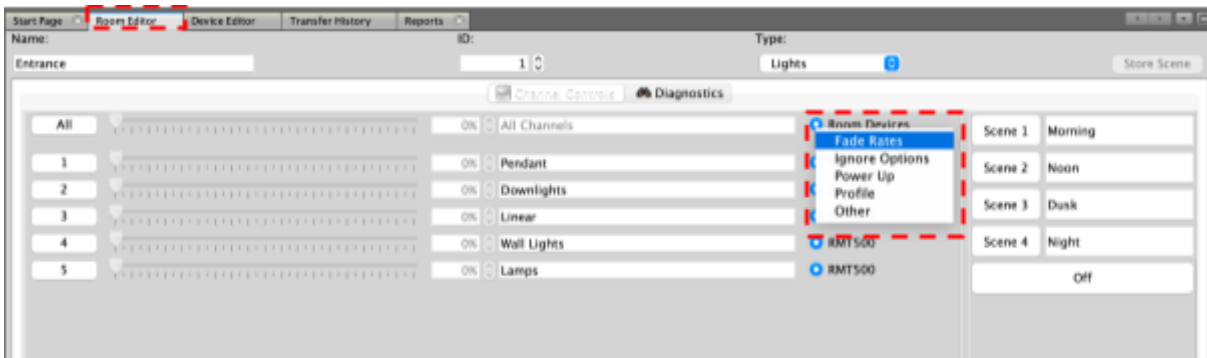 Start Page Room Editor Device Editor Transfer History Reports
Name: ID: Type:
Entrance 1 Lights Store Scene
Channel Controls Diagnostics
All 0% All Channels Room Devices Scene 1 Morning
Fade Rates
1 0% Pendant Ignore Options Scene 2 Noon
Power Up
2 0% Downlights Profile
3 0% Linear Other Scene 3 Dusk
4 0% Wall Lights RMT500 Scene 4 Night
5 0% Lamps RMT500 Off